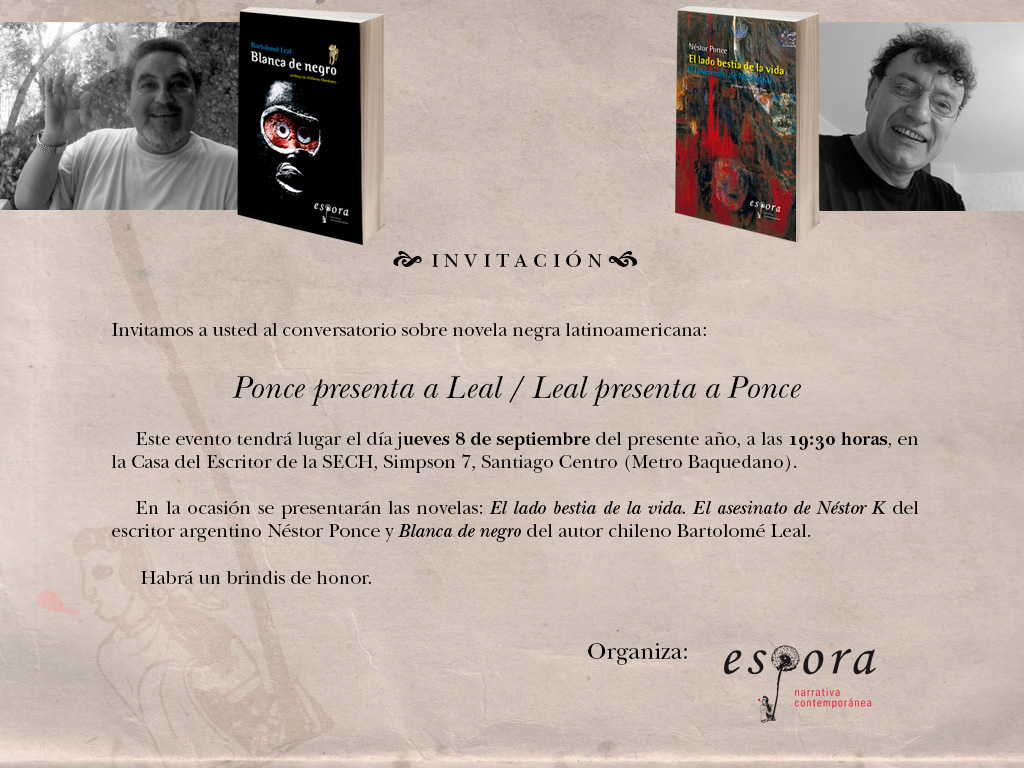 Bartolomé Leal
Blanca de negro
espora
Néstor Ponce
El lado bestia de la vida
espora
INVITACIÓN
Invitamos a usted al conversatorio sobre novela negra latinoamericana:
Ponce presenta a Leal / Leal presenta a Ponce
Este evento tendrá lugar el día jueves 8 de septiembre del presente año, a las 19:30 horas, en
la Casa del Escritor de la SECH, Simpson 7, Santiago Centro (Metro Baquedano).
En la ocasión se presentarán las novelas: El lado bestia de la vida. El asesinato de Néstor K del
escritor argentino Néstor Ponce y Blanca de negro del autor chileno Bartolomé Leal.
Habrá un brindis de honor.
Organiza:
espora
narrativa
contemporánea